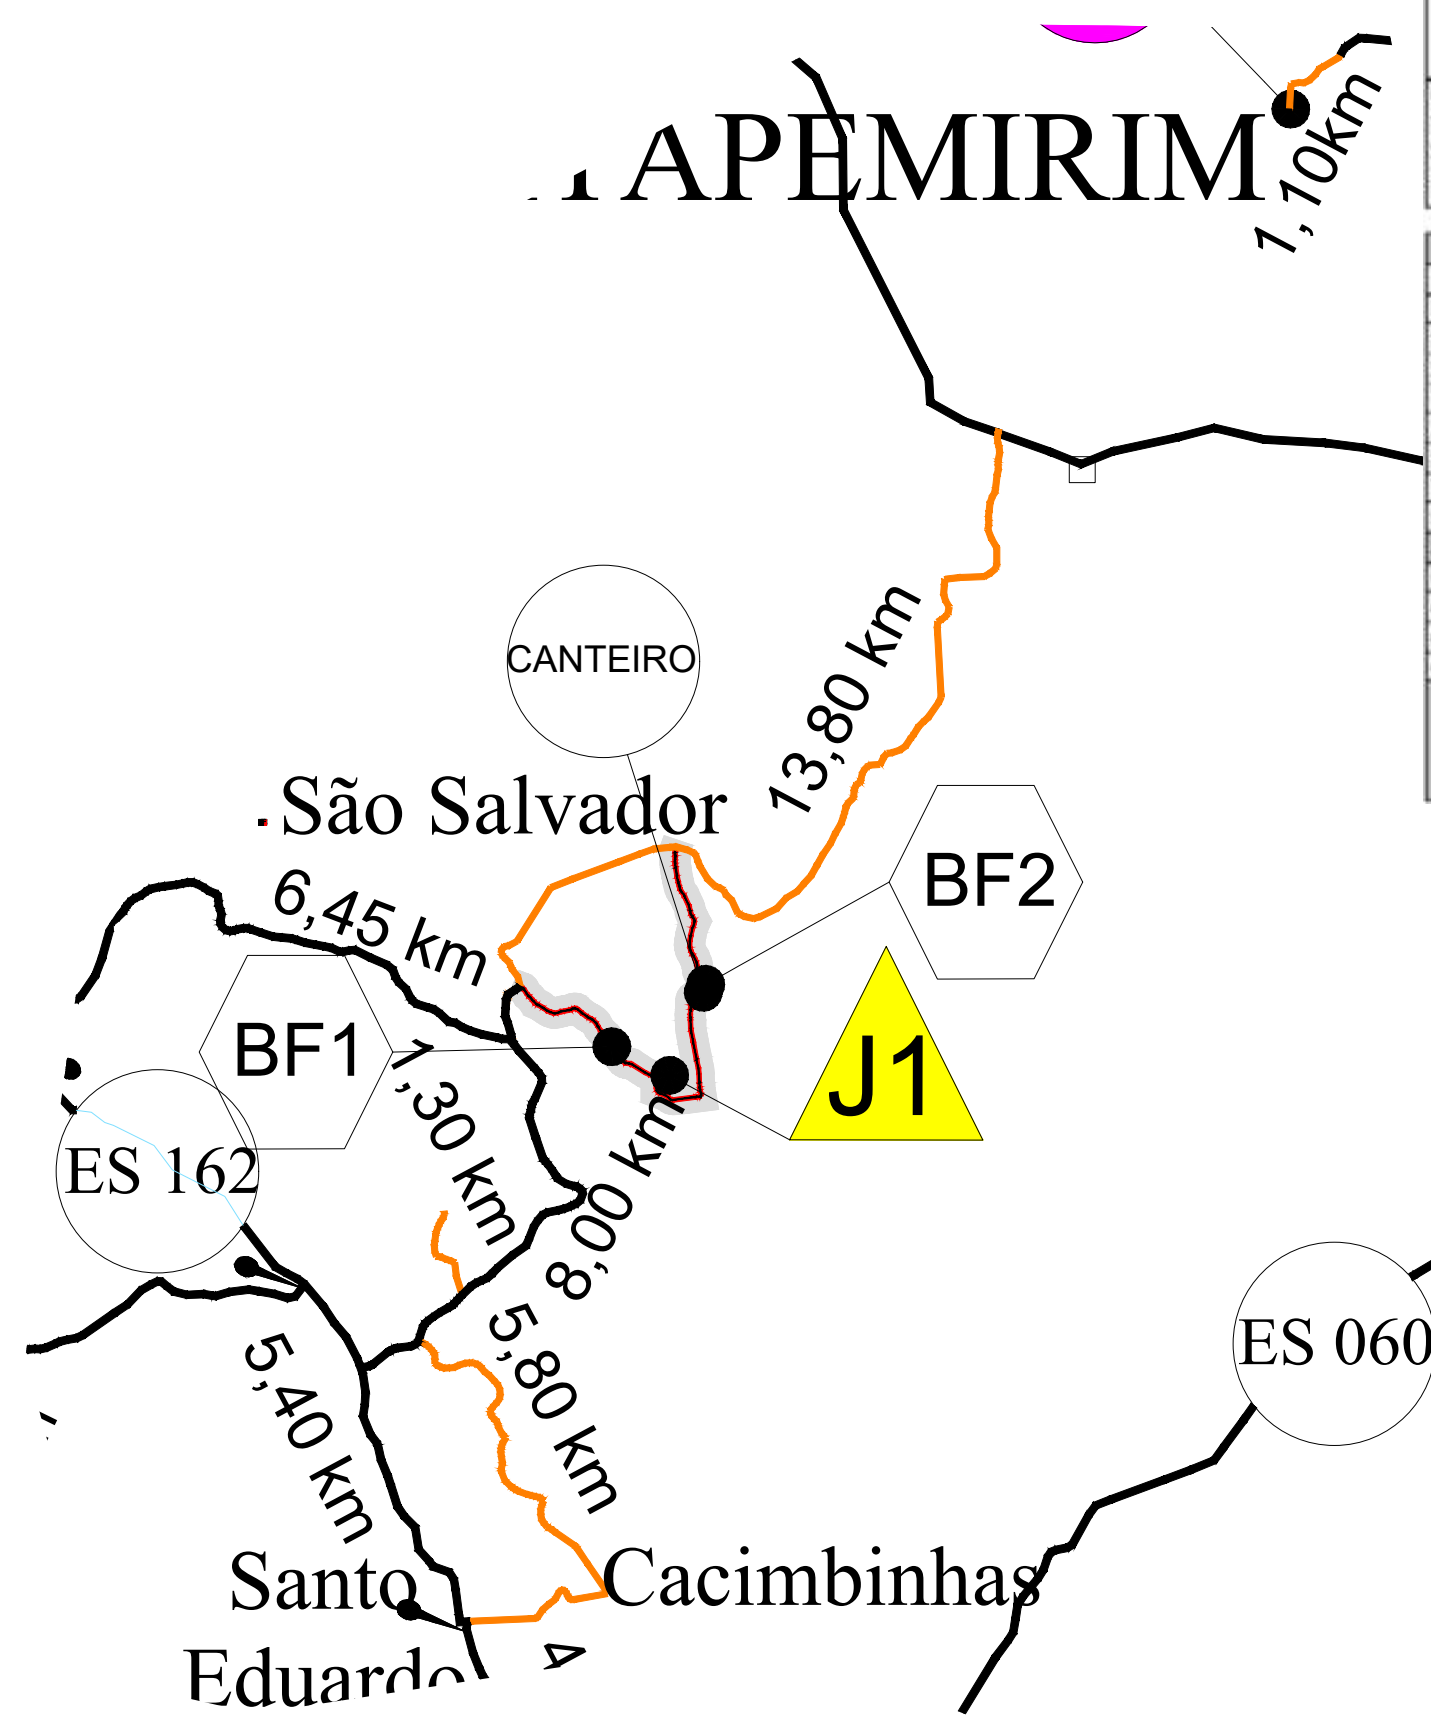 APEMIRIM
1,10km
CANTEIRO
13,80 km
São Salvador
BF2
6,45 km
BF1
1,30 km
J1
ES 162
8,00 km
5,80 km
ES 060
5,40 km
Santo
Cacimbinhas
Eduardo
4